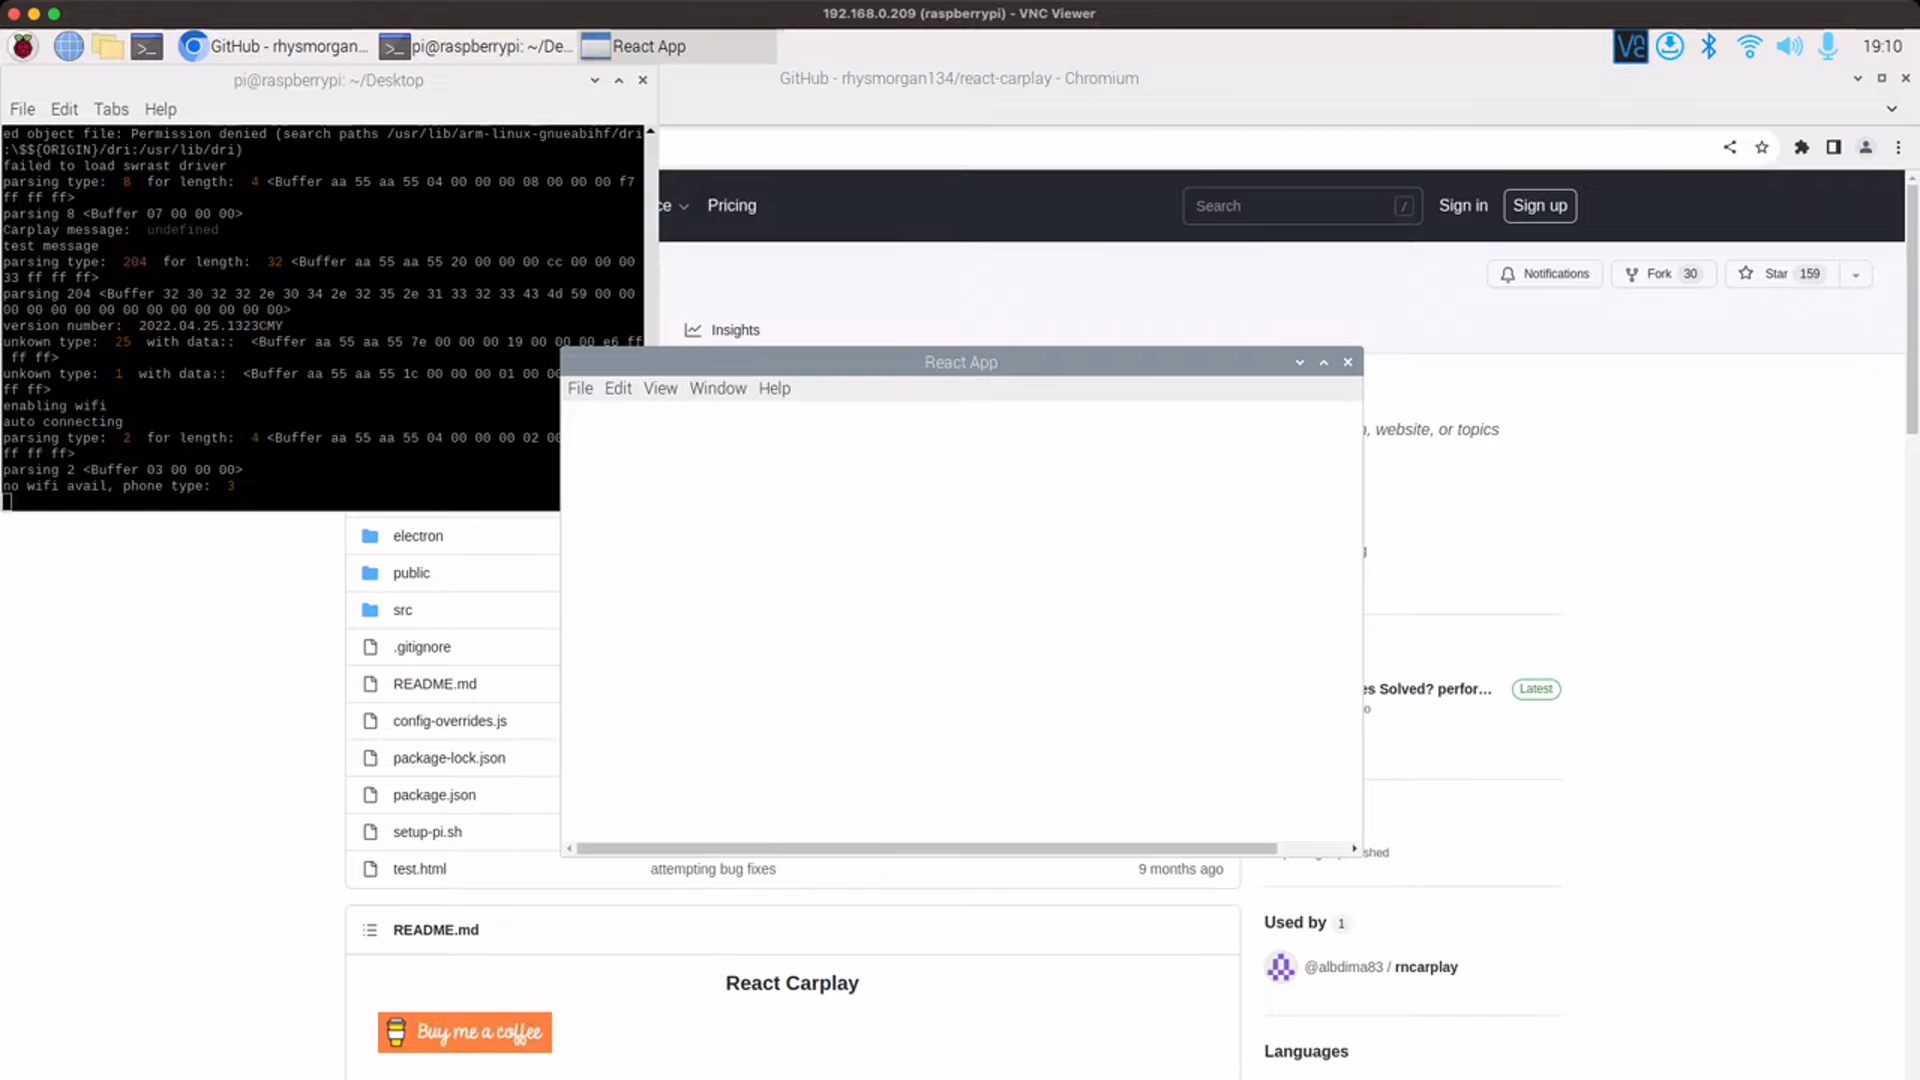 192.168.0.209 (raspberrypi) - VNC Viewer
GitHub - rhysmorgan... pi@raspberrypi: ~/De... React App 19:10
pi@raspberrypi: ~/Desktop
GitHub - rhysmorgan134/react-carplay - Chromium
File Edit Tabs Help
ed object file: Permission denied (search paths /usr/lib/arm-linux-gnueabihf/dri
:\$${ORIGIN}/dri:/usr/lib/dri)
failed to load swrast driver
parsing type: 8 for length: 4 <Buffer aa 55 aa 55 04 00 00 00 08 00 00 00 f7
ff ff ff>
parsing 8 <Buffer 07 00 00 00>
Carplay message: undefined
test message
parsing type: 204 for length: 32 <Buffer aa 55 aa 55 20 00 00 00 cc 00 00 00
33 ff ff ff>
parsing 204 <Buffer 32 30 32 32 2e 30 34 2e 32 35 2e 31 33 32 33 43 4d 59 00 00
00 00 00 00 00 00 00 00 00 00 00 00>
version number: 2022.04.25.1323CMY
unkown type: 25 with data:: <Buffer aa 55 aa 55 7e 00 00 00 19 00 00 00 e6 ff
ff ff>
unkown type: 1 with data:: <Buffer aa 55 aa 55 1c 00 00 00 01 00 00
ff ff>
enabling wifi
auto connecting
parsing type: 2 for length: 4 <Buffer aa 55 aa 55 04 00 00 00 02 00
ff ff ff>
parsing 2 <Buffer 03 00 00 00>
no wifi avail, phone type: 3
ce Pricing
Search /
Sign in
Sign up
Notifications
Fork 30
Star 159
Insights
React App
File Edit View Window Help
, website, or topics
electron
public
src
.gitignore
README.md
es Solved? perfor... Latest
config-overrides.js
package-lock.json
package.json
setup-pi.sh
shed
test.html attempting bug fixes 9 months ago
README.md
React Carplay
Buy me a coffee
Used by 1
@albdima83 / rncarplay
Languages